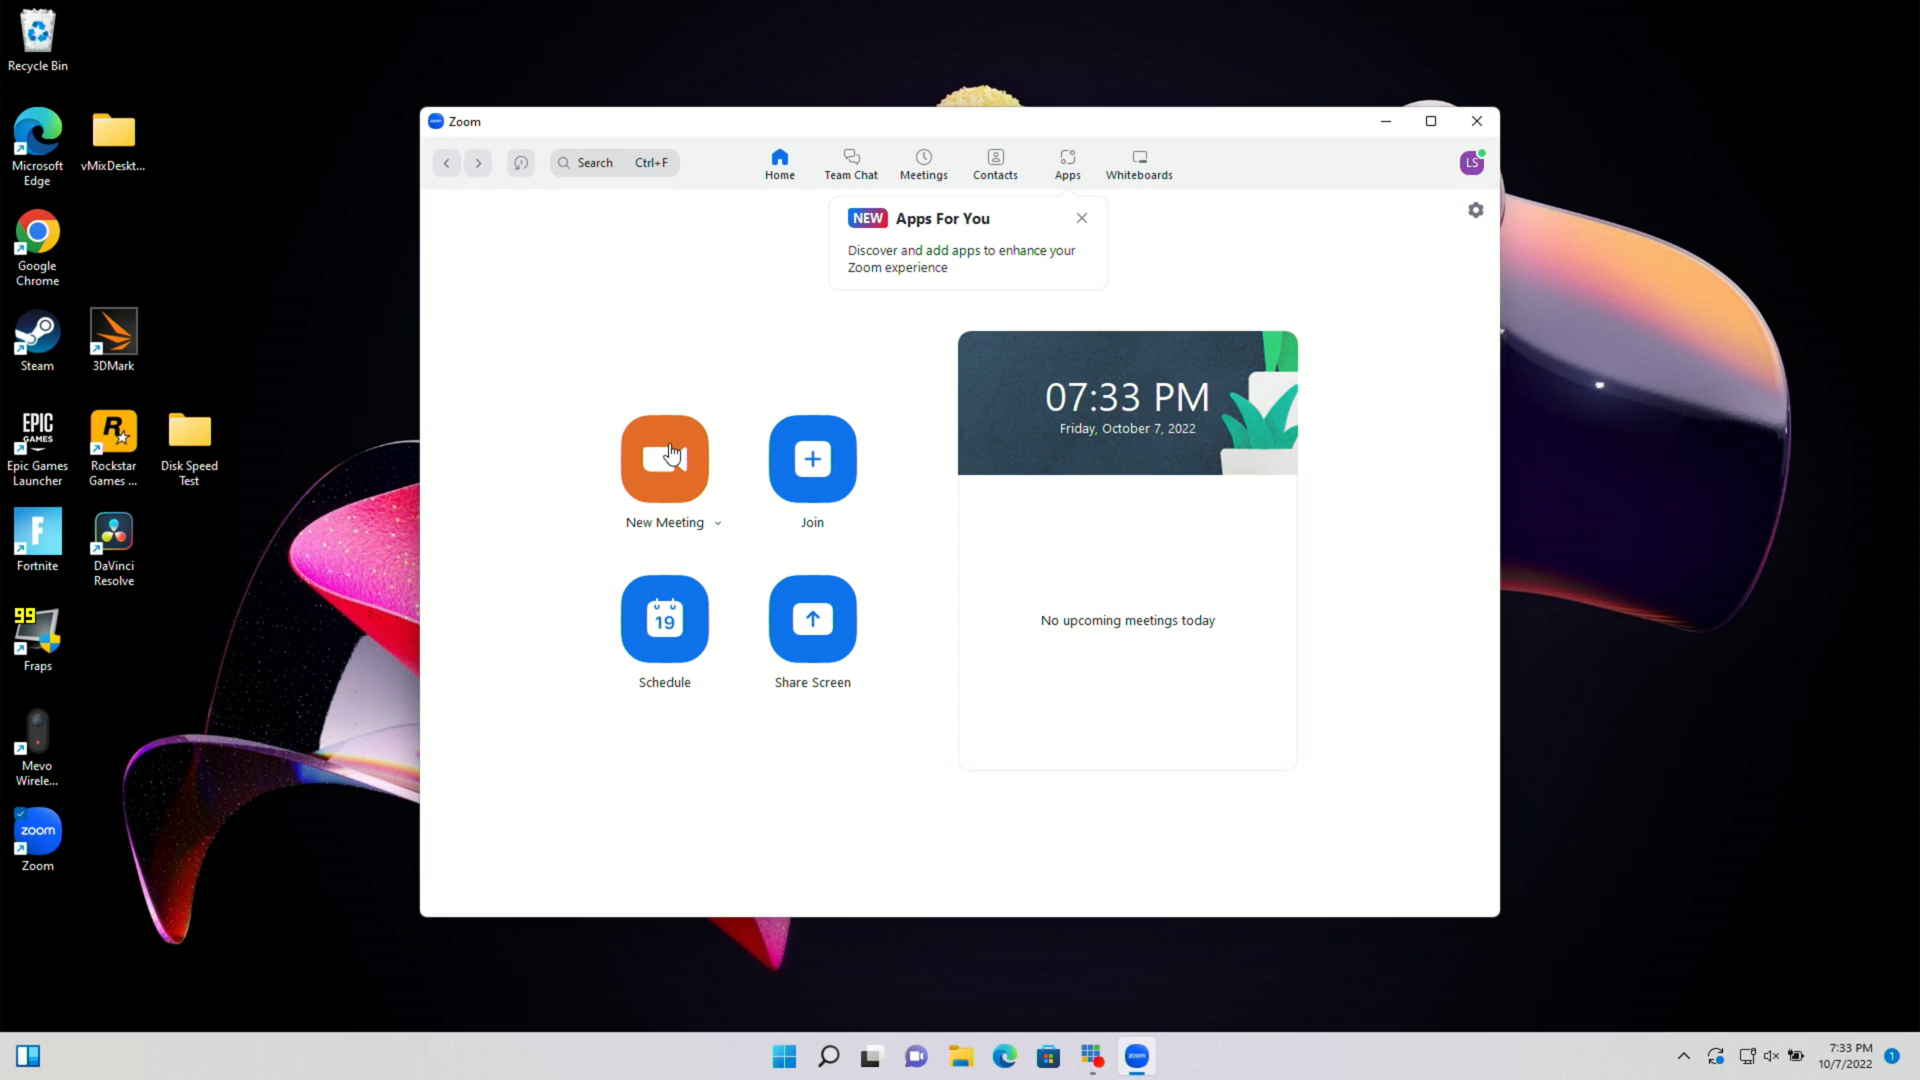 Recycle Bin
Microsoft
Edge
vMixDeskt...
Google
Chrome
Steam
3DMark
EPIC
GAMES
Epic Games
Launcher
R
Rockstar
Games ...
Disk Speed
Test
F
Fortnite
DaVinci
Resolve
99
Fraps
Mevo
Wirele...
zoom
Zoom
Zoom
Search Ctrl+F
Home
Team Chat
Meetings
Contacts
Apps
Whiteboards
LS
NEW Apps For You
Discover and add apps to enhance your
Zoom experience
New Meeting
Join
19
Schedule
Share Screen
07:33 PM
Friday, October 7, 2022
No upcoming meetings today
zoom
7:33 PM
10/7/2022
1